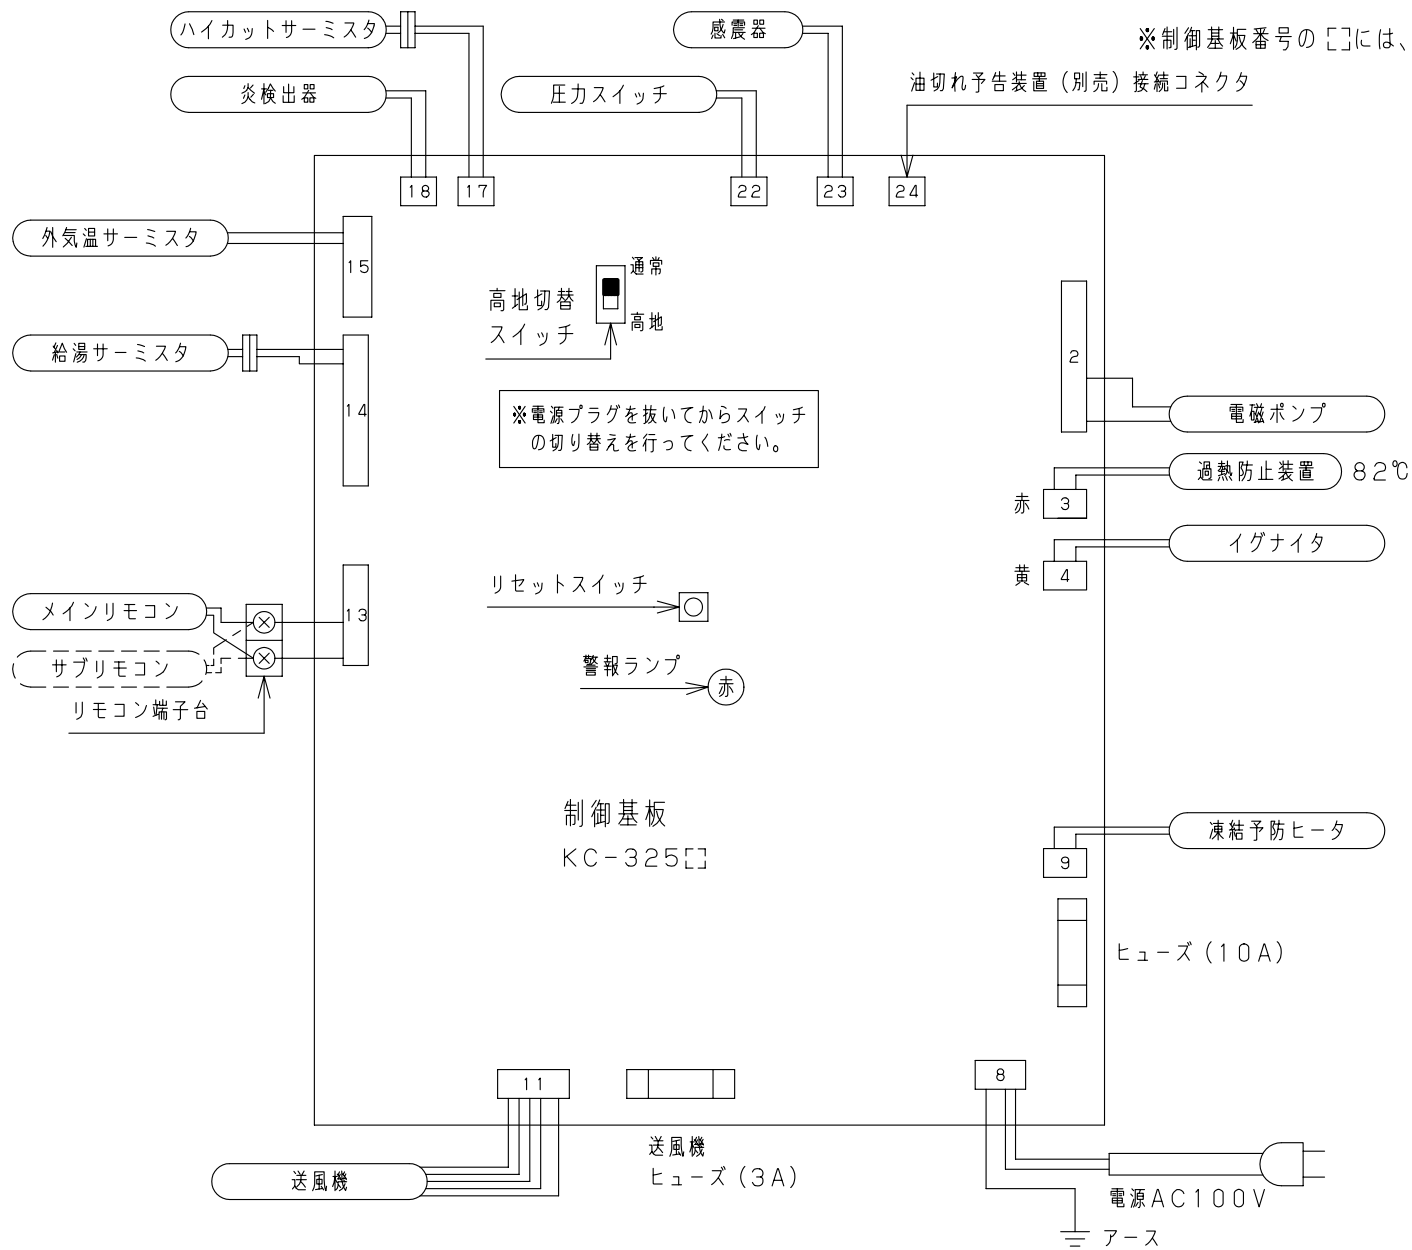 ハイカットサーミスタ
感震器
※制御基板番号の []には、
炎検出器
圧力スイッチ
油切れ予告装置（別売）接続コネクタ
18
17
22
23
24
外気温サーミスタ
15
通常
高地切替
スイッチ
高地
給湯サーミスタ
14
2
※電源プラグを抜いてからスイッチ
の切り替えを行ってください。
電磁ポンプ
過熱防止装置
82℃
赤
3
イグナイタ
黄
4
リセットスイッチ
メインリモコン
13
サブリモコン
警報ランプ
赤
リモコン端子台
制御基板
KC-325[]
凍結予防ヒータ
9
ヒューズ（10A）
11
8
送風機
ヒューズ（3A）
送風機
電源AC100V
アース